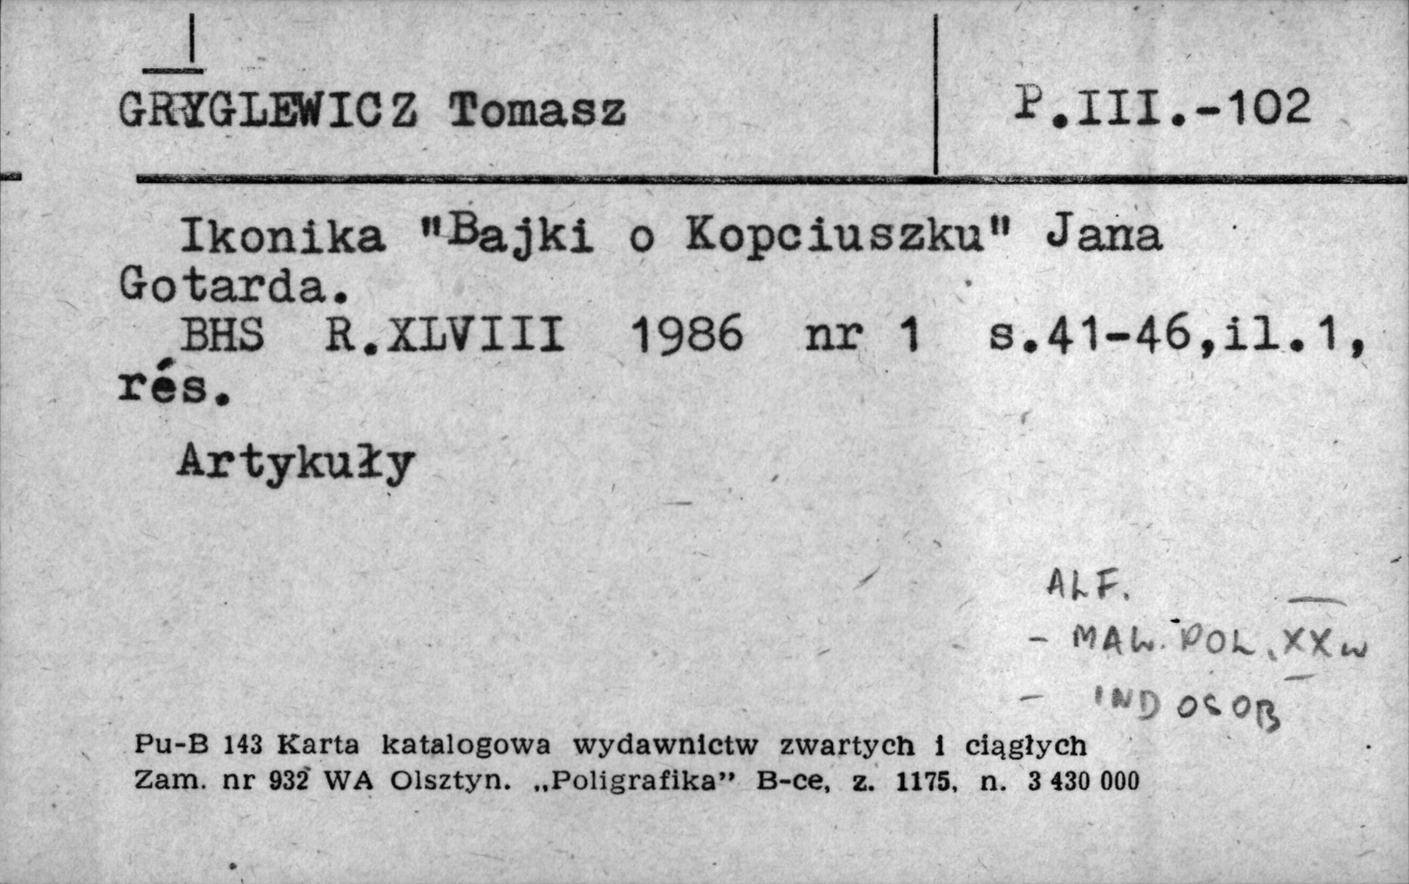 GRYGLEWICZ Tomasz P.III.-102
Ikonika "Bajki o Kopciuszku" Jana
Gotarda.
BHS R.XLVIII 1986 nr 1 s.41-46,il.1,
rés.
Artykuły
ALF.
- MAL. POL. XX w
- IND OSOB
Pu-B 143 Karta katalogowa wydawnictw zwartych i ciągłych
Zam. nr 932 WA Olsztyn. „Poligrafika” B-ce, z. 1175, n. 3 430 000